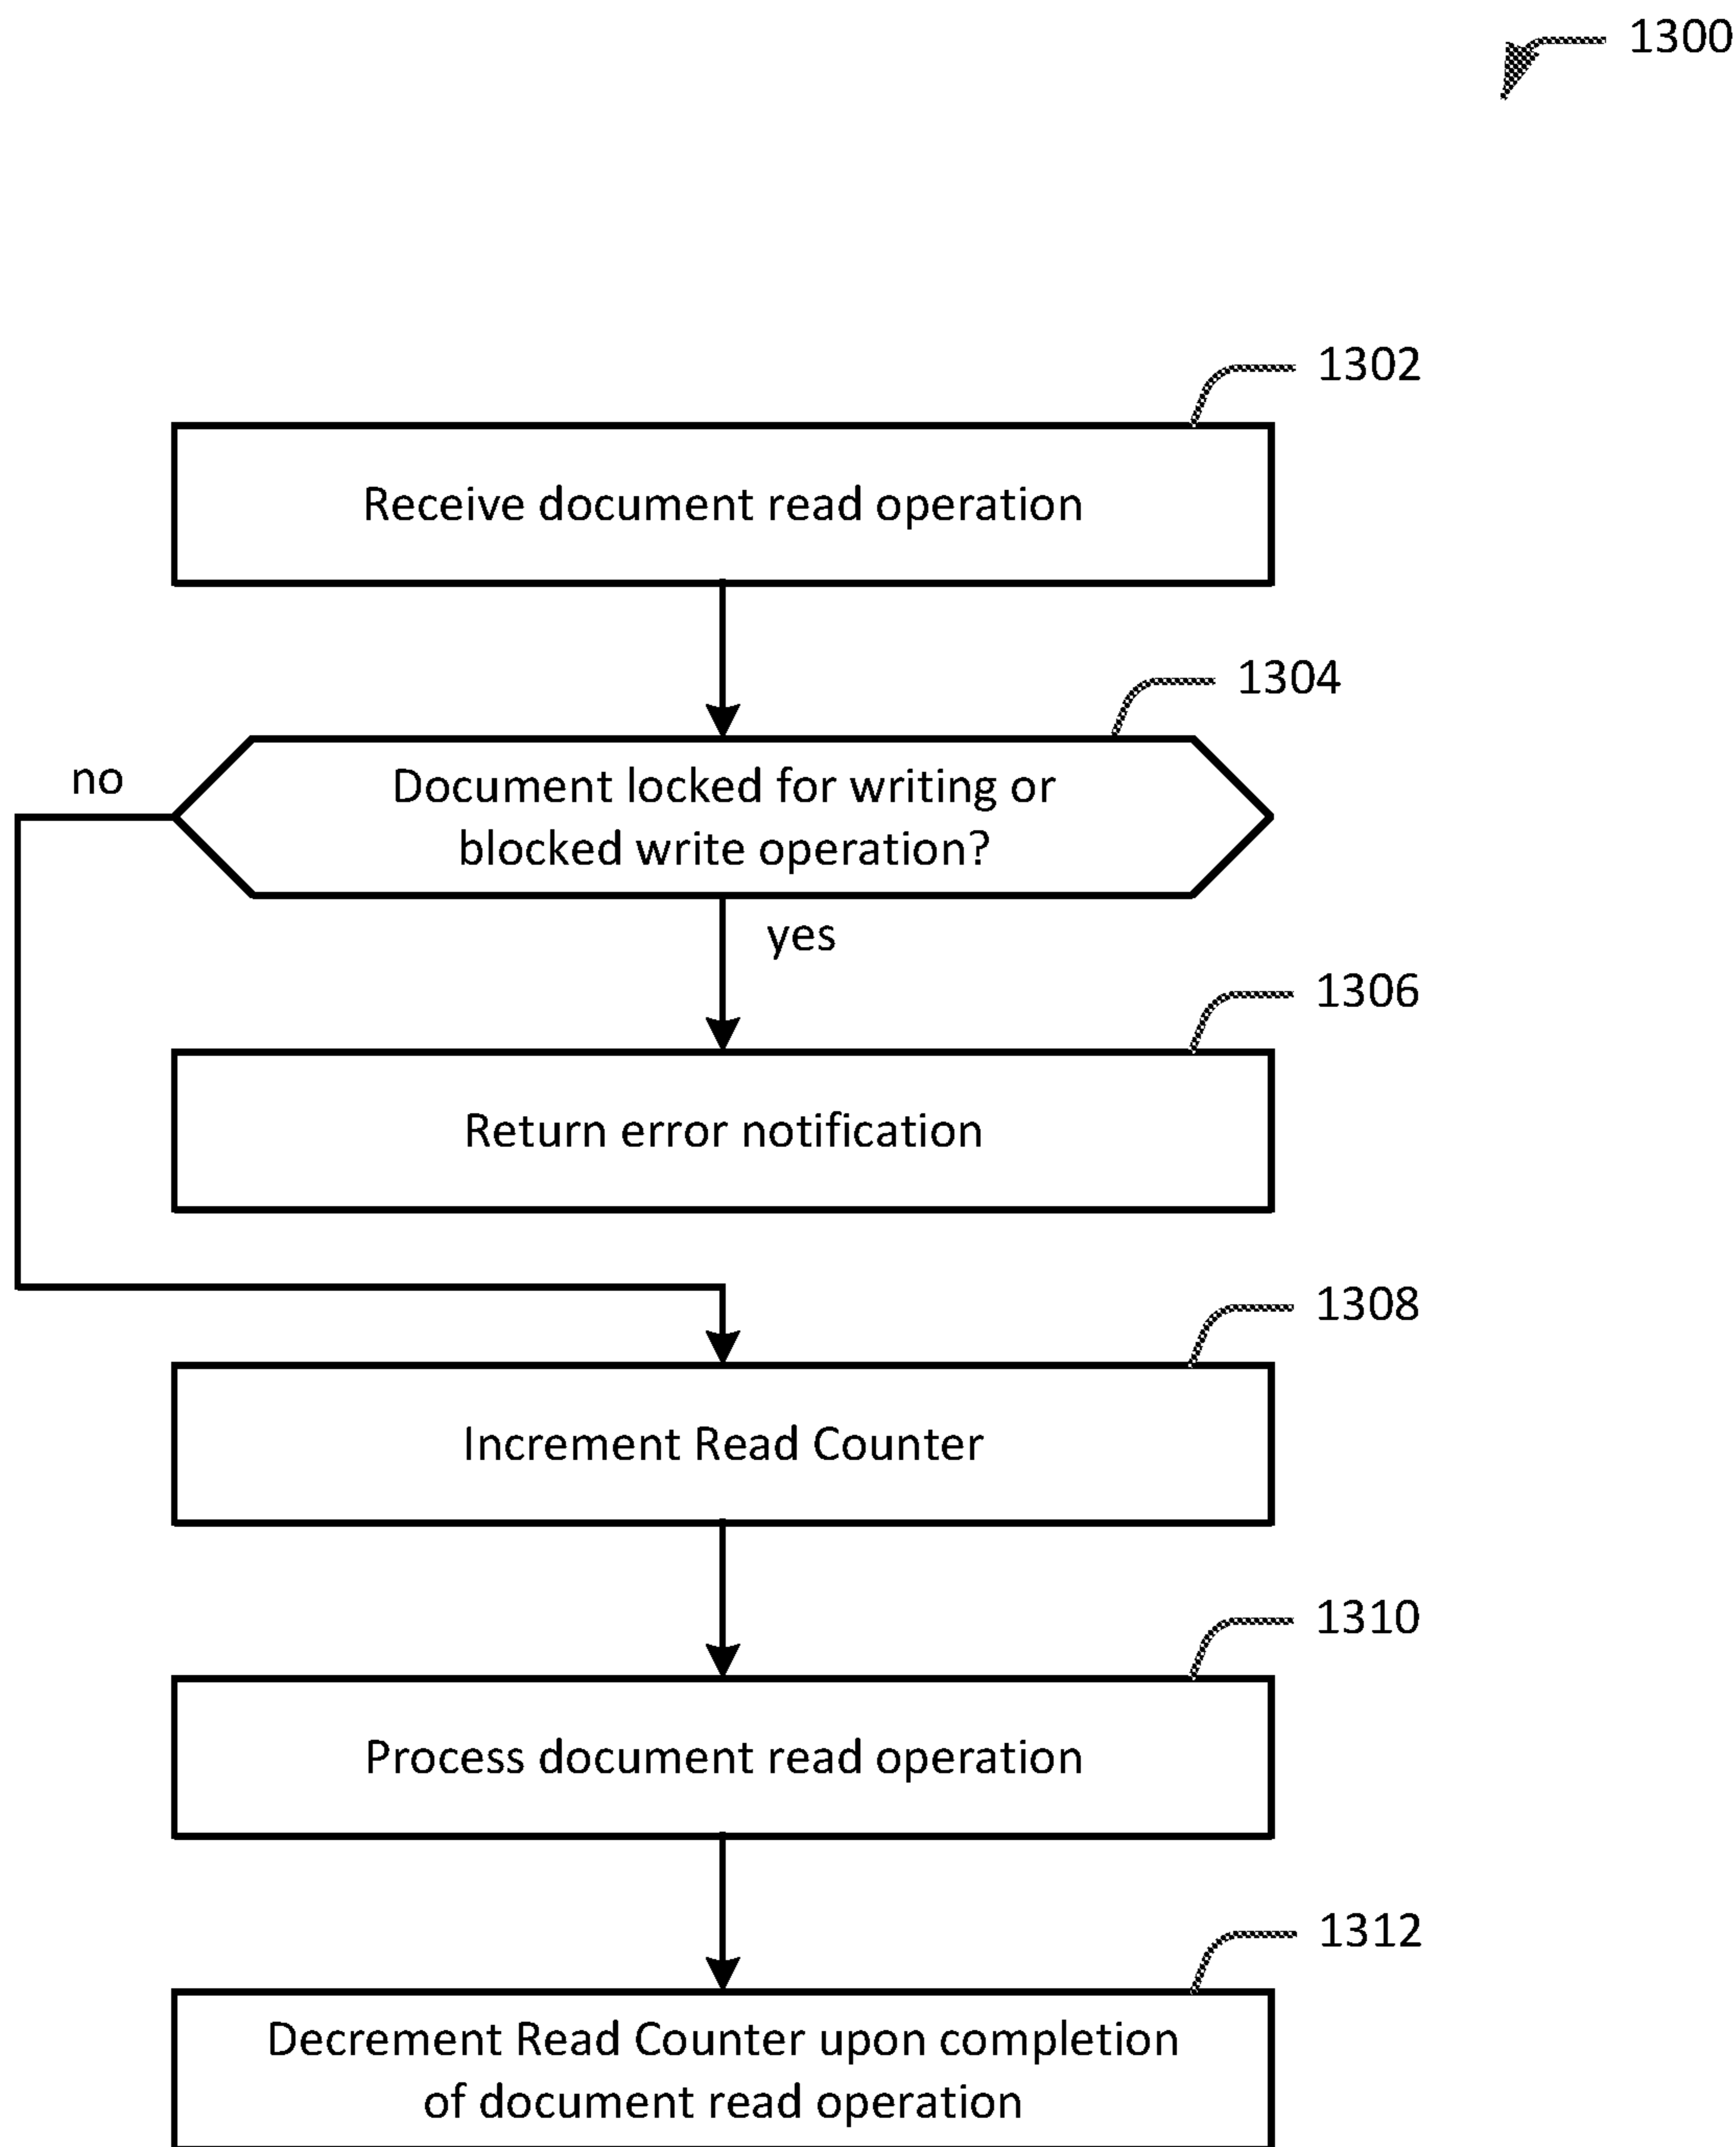 1300
1302
Receive document read operation
1304
no
Document locked for writing or
blocked write operation?
yes
1306
Return error notification
1308
Increment Read Counter
1310
Process document read operation
1312
Decrement Read Counter upon completion
of document read operation